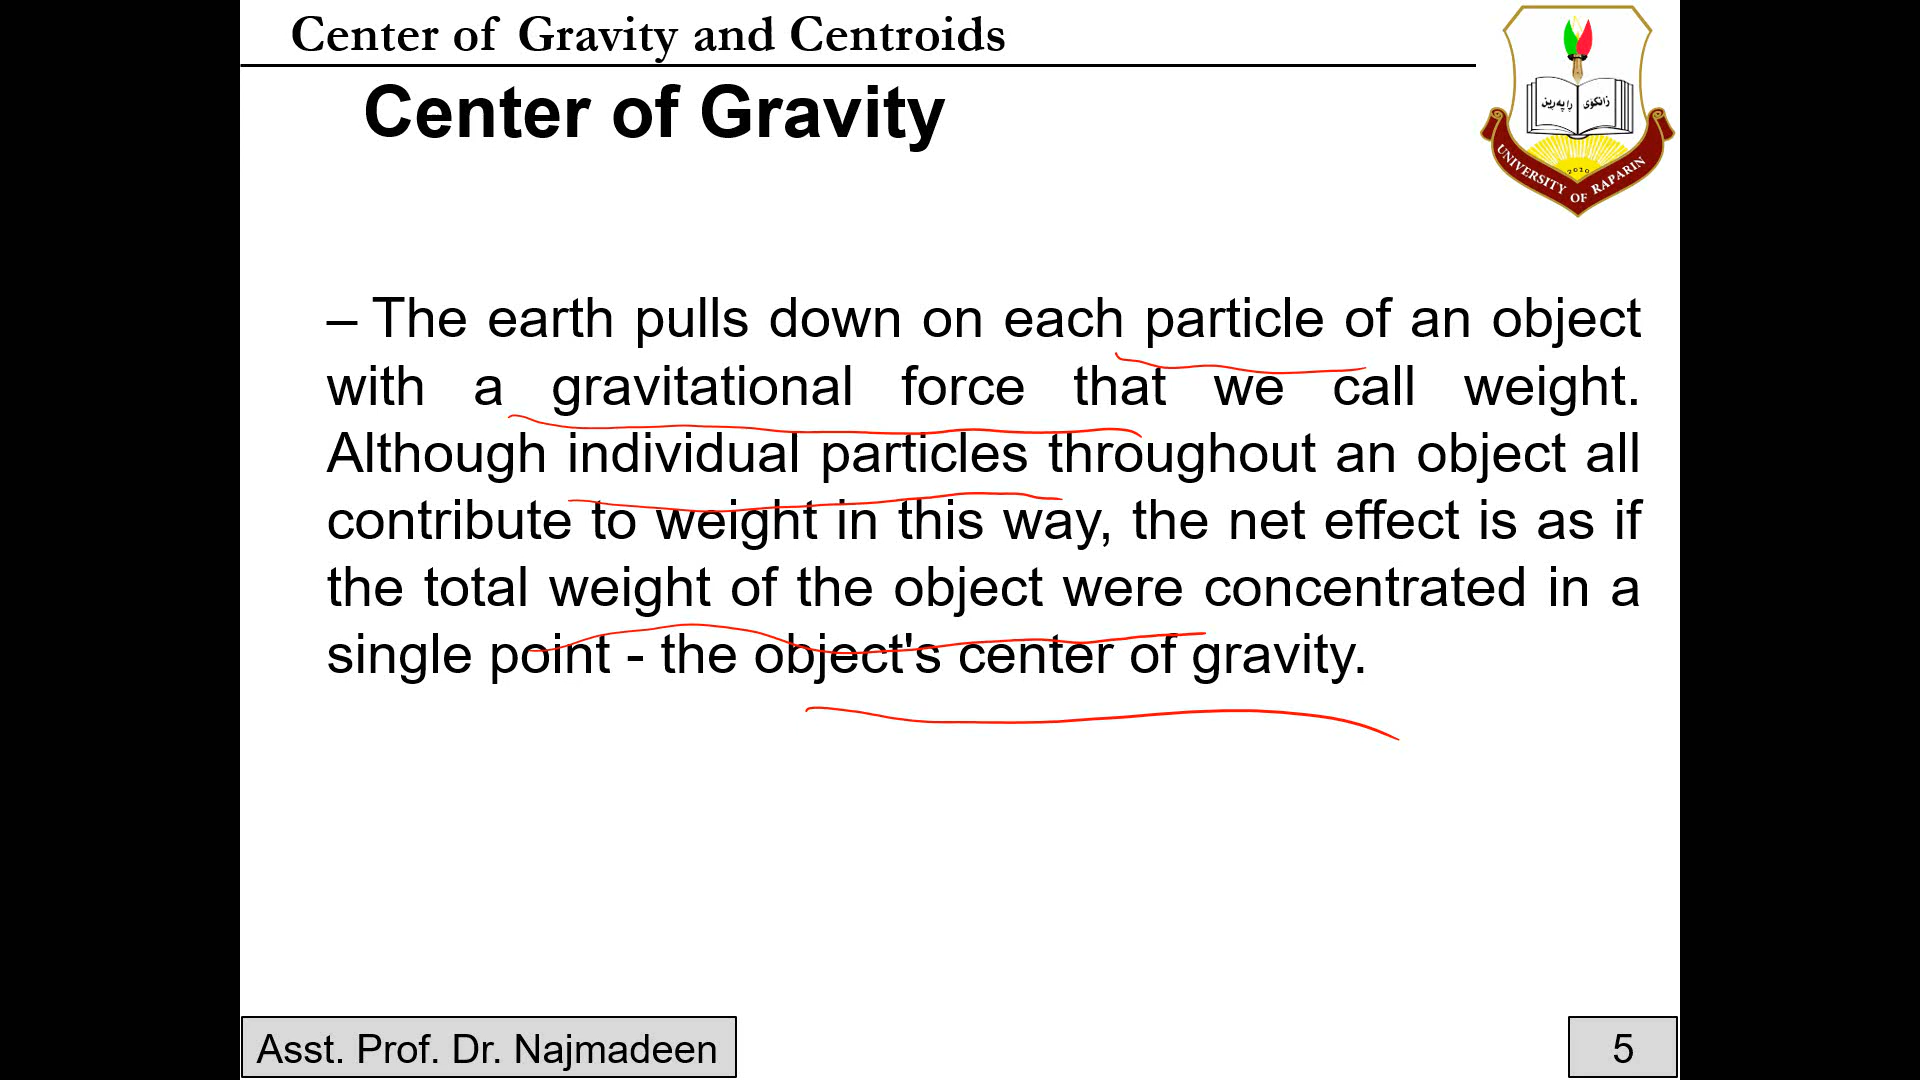 Center of Gravity and Centroids
Center of Gravity
زانکۆی ڕاپەڕین
2010
UNIVERSITY OF RAPARIN
– The earth pulls down on each particle of an object
with a gravitational force that we call weight.
Although individual particles throughout an object all
contribute to weight in this way, the net effect is as if
the total weight of the object were concentrated in a
single point - the object's center of gravity.
Asst. Prof. Dr. Najmadeen
5